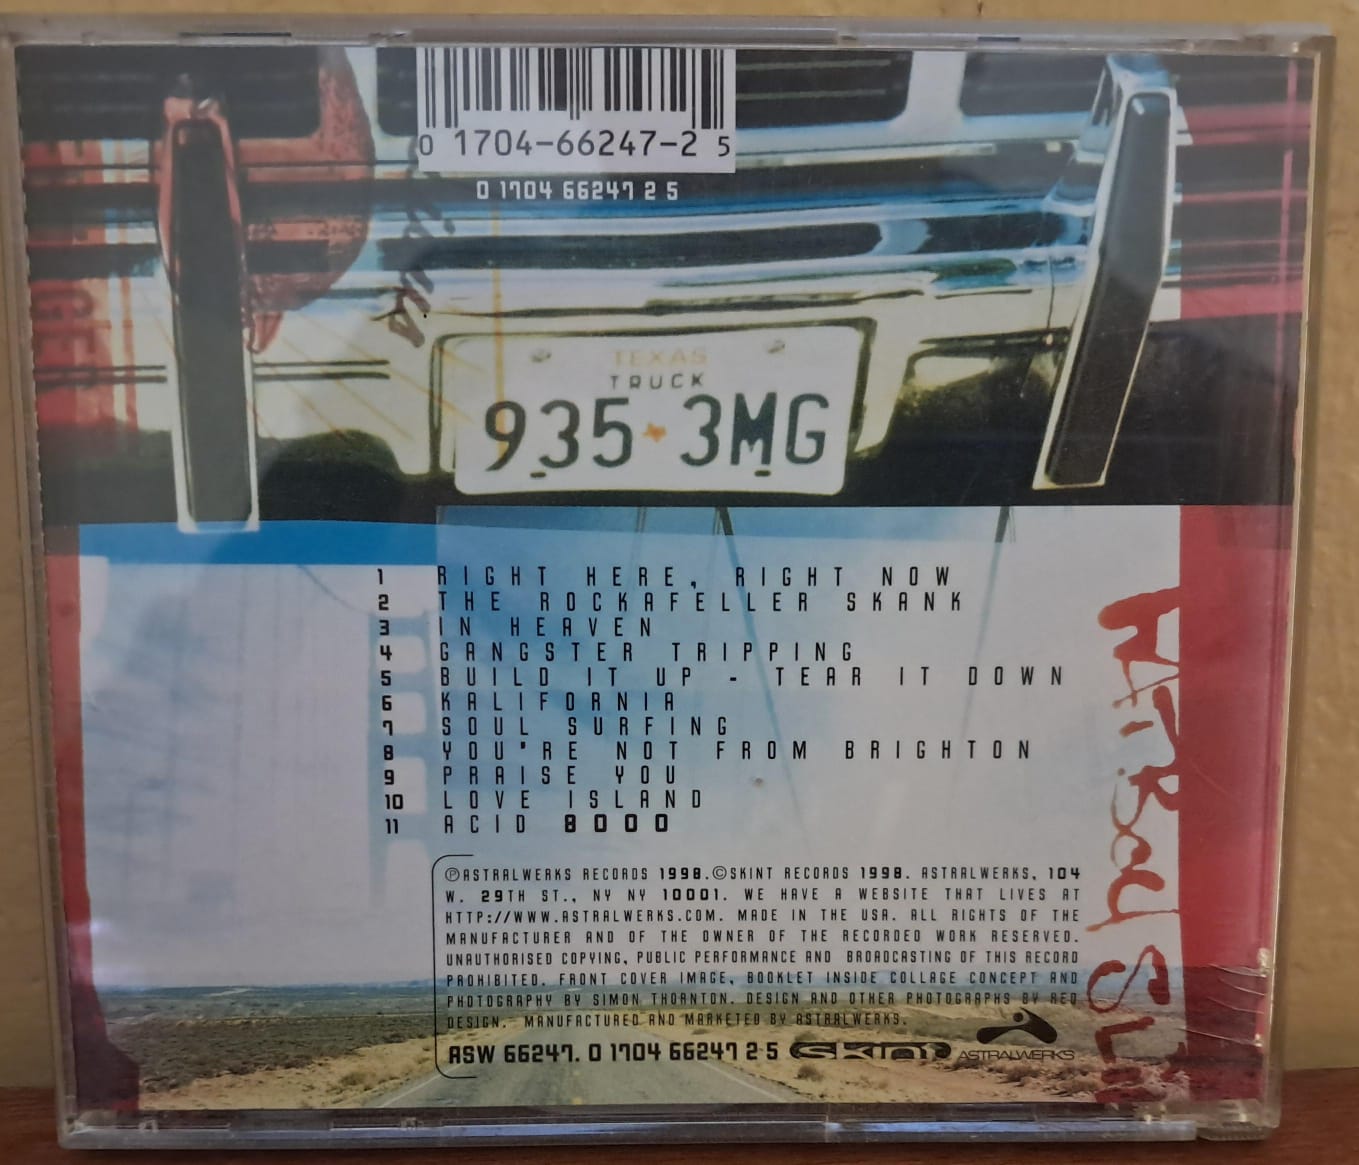 0 1704-66247-2 5
0 1704 66247 2 5
TEXAS
TRUCK
935 3MG
1 RIGHT HERE, RIGHT NOW
2 THE ROCKAFELLER SKANK
3 IN HEAVEN
4 GANGSTER TRIPPING
5 BUILD IT UP - TEAR IT DOWN
6 KALIFORNIA
7 SOUL SURFING
8 YOU'RE NOT FROM BRIGHTON
9 PRAISE YOU
10 LOVE ISLAND
11 ACID 8000
FATBOY SLIM
ⓅASTRALWERKS RECORDS 1998.©SKINT RECORDS 1998. ASTRALWERKS, 104
W. 29TH ST., NY NY 10001. WE HAVE A WEBSITE THAT LIVES AT
HTTP://WWW.ASTRALWERKS.COM. MADE IN THE USA. ALL RIGHTS OF THE
MANUFACTURER AND OF THE OWNER OF THE RECORDED WORK RESERVED.
UNAUTHORISED COPYING, PUBLIC PERFORMANCE AND BROADCASTING OF THIS RECORD
PROHIBITED. FRONT COVER IMAGE, BOOKLET INSIDE COLLAGE CONCEPT AND
PHOTOGRAPHY BY SIMON THORNTON. DESIGN AND OTHER PHOTOGRAPHS BY RED
DESIGN. MANUFACTURED AND MARKETED BY ASTRALWERKS.
ASW 66247. 0 1704 66247 2 5 SKINT ASTRALWERKS